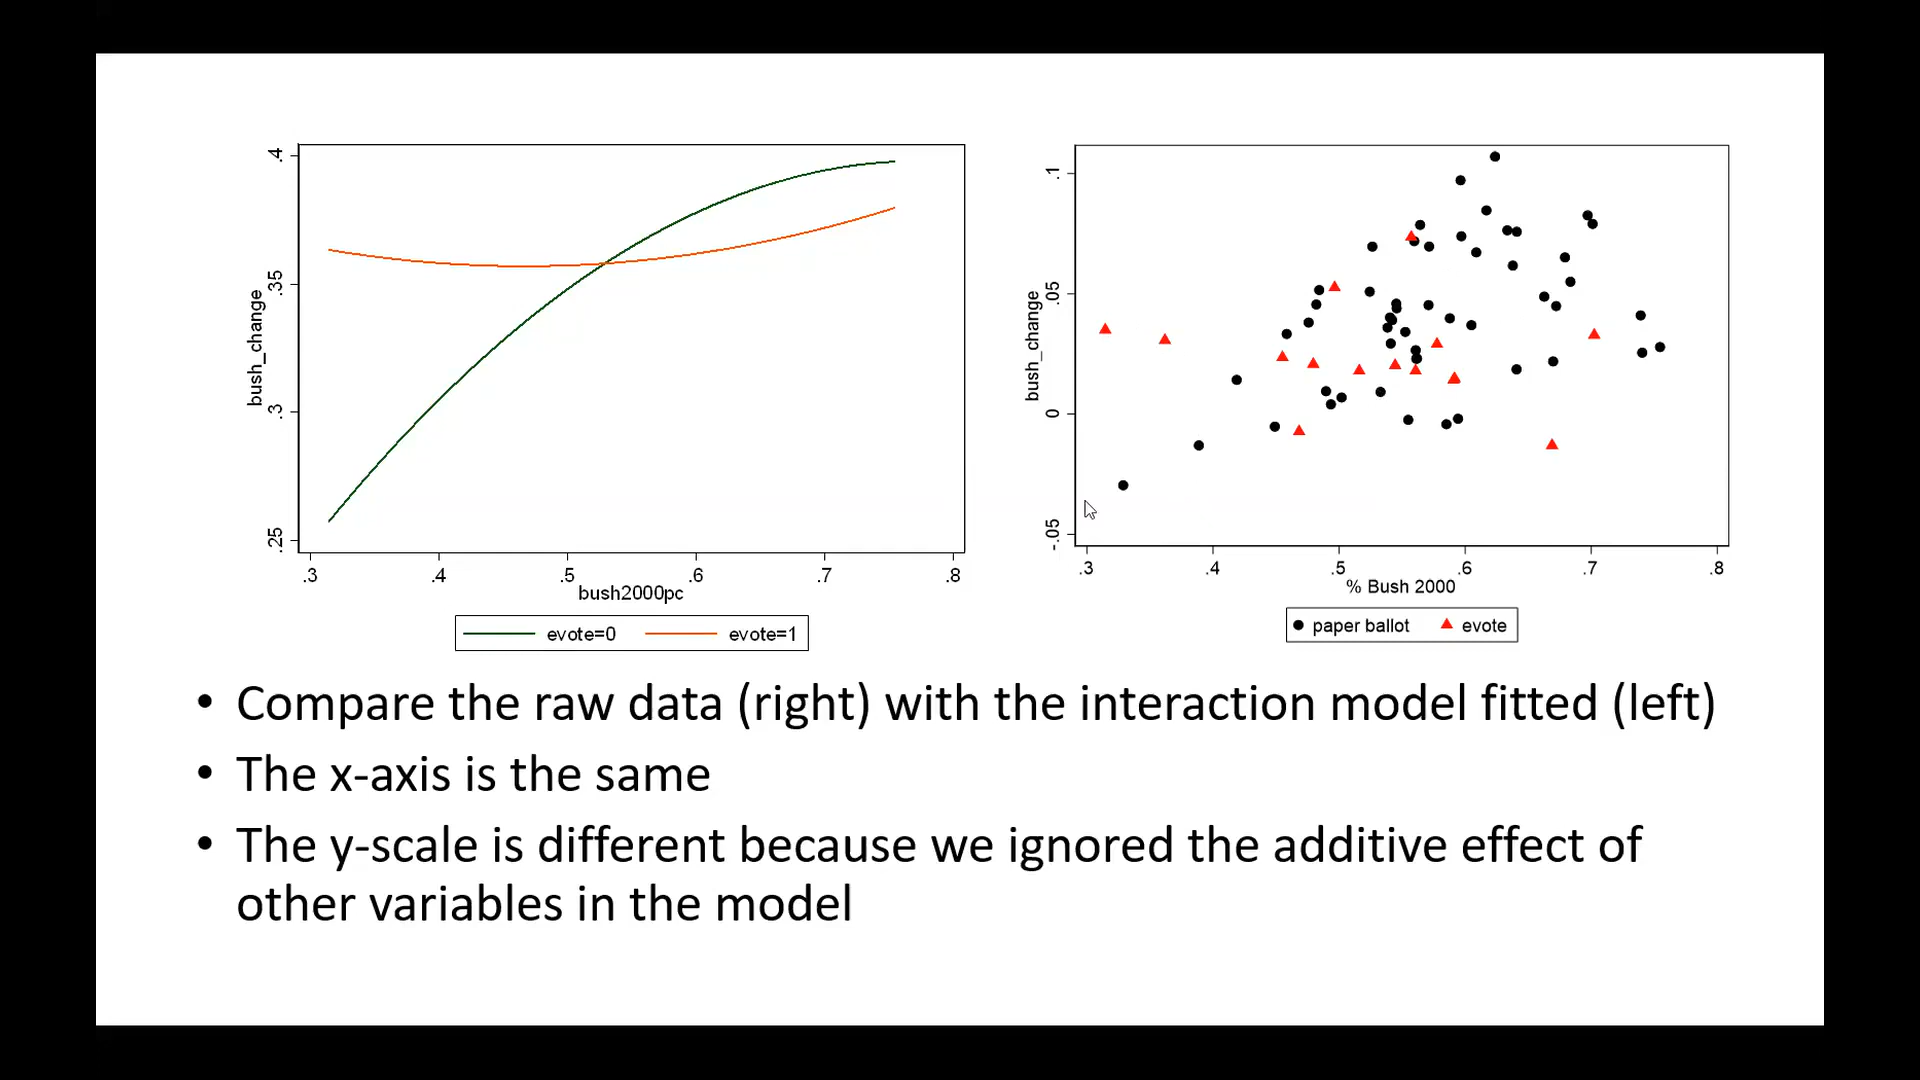 .4
.35
.3
.25
bush_change
.3 .4 .5 .6 .7 .8
bush2000pc
evote=0 evote=1
.1
.05
0
-.05
bush_change
.3 .4 .5 .6 .7 .8
% Bush 2000
paper ballot evote
• Compare the raw data (right) with the interaction model fitted (left)
• The x-axis is the same
• The y-scale is different because we ignored the additive effect of
other variables in the model